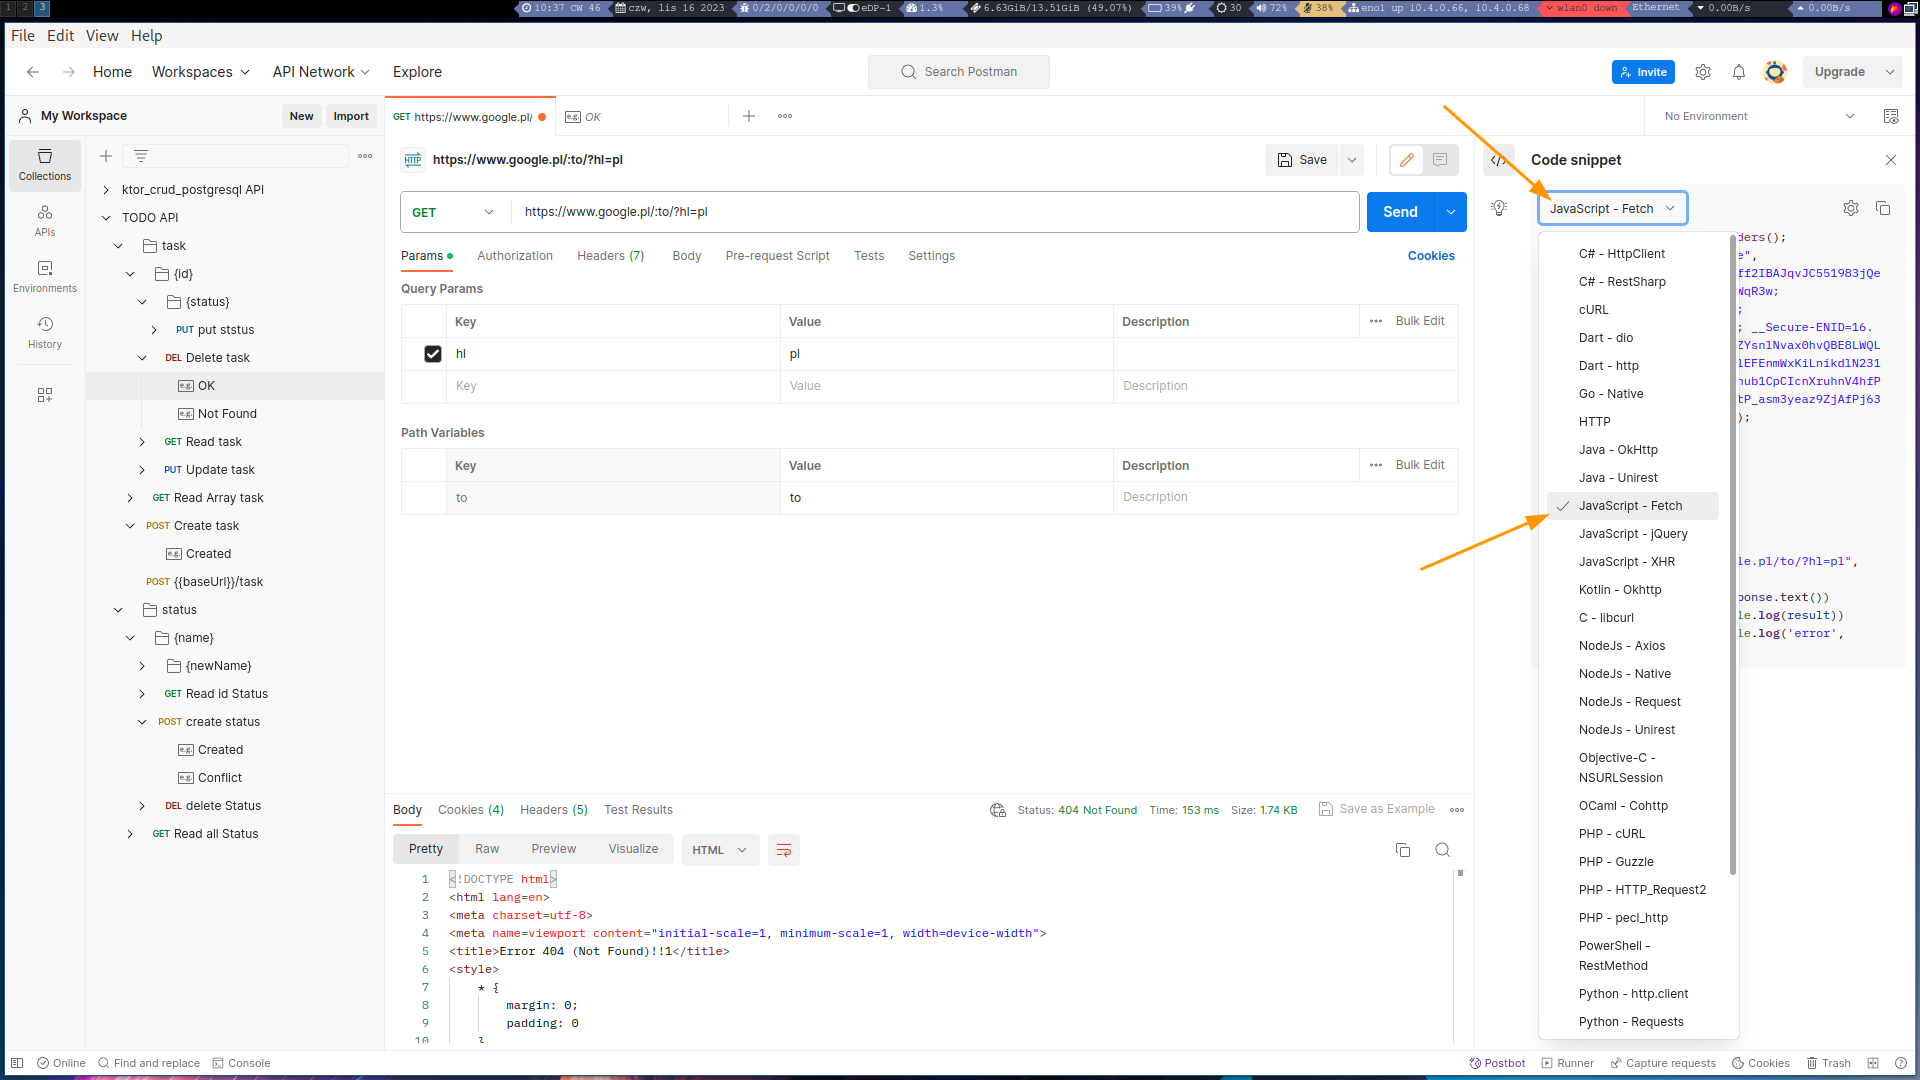 1 2 3
10:37 CW 46 czw, lis 16 2023 0/2/0/0/0/0 eDP-1 1.3% 6.63GiB/13.51GiB (49.07%) 39% 30 72% 38% eno1 up 10.4.0.66, 10.4.0.68 wlan0 down Ethernet 0.00B/s 0.00B/s
File Edit View Help
Home Workspaces API Network Explore
Search Postman
Invite
Upgrade
My Workspace
New Import
GET https://www.google.pl/
e.g. OK
No Environment
Collections
APIs
Environments
History
ktor_crud_postgresql API
TODO API
task
{id}
{status}
PUT put ststus
DEL Delete task
e.g. OK
e.g. Not Found
GET Read task
PUT Update task
GET Read Array task
POST Create task
e.g. Created
POST {{baseUrl}}/task
status
{name}
{newName}
GET Read id Status
POST create status
e.g. Created
e.g. Conflict
DEL delete Status
GET Read all Status
HTTP https://www.google.pl/:to/?hl=pl
Save
GET https://www.google.pl/:to/?hl=pl
Send
Params Authorization Headers (7) Body Pre-request Script Tests Settings
Cookies
Query Params
Key Value Description Bulk Edit
hl pl
Key Value Description
Path Variables
Key Value Description Bulk Edit
to to Description
Body Cookies (4) Headers (5) Test Results
Status: 404 Not Found Time: 153 ms Size: 1.74 KB Save as Example
Pretty Raw Preview Visualize HTML
1 <!DOCTYPE html>
2 <html lang=en>
3 <meta charset=utf-8>
4 <meta name=viewport content="initial-scale=1, minimum-scale=1, width=device-width">
5 <title>Error 404 (Not Found)!!1</title>
6 <style>
7 * {
8 margin: 0;
9 padding: 0
10 }
</> Code snippet
JavaScript - Fetch
C# - HttpClient
C# - RestSharp
cURL
Dart - dio
Dart - http
Go - Native
HTTP
Java - OkHttp
Java - Unirest
JavaScript - Fetch
JavaScript - jQuery
JavaScript - XHR
Kotlin - Okhttp
C - libcurl
NodeJs - Axios
NodeJs - Native
NodeJs - Request
NodeJs - Unirest
Objective-C -
NSURLSession
OCaml - Cohttp
PHP - cURL
PHP - Guzzle
PHP - HTTP_Request2
PHP - pecl_http
PowerShell -
RestMethod
Python - http.client
Python - Requests
ders();
e",
ff2IBAJqvJC551983jQe
WqR3w;
;
; __Secure-ENID=16.
ZYsnlNvax0hvQBE8LWQL
lEFEnmWxKiLnikdlN231
hub1CpCIcnXruhnV4hfP
tP_asm3yeaz9ZjAfPj63
);
le.pl/to/?hl=pl",
ponse.text())
le.log(result))
le.log('error',
Online Find and replace Console
Postbot Runner Capture requests Cookies Trash